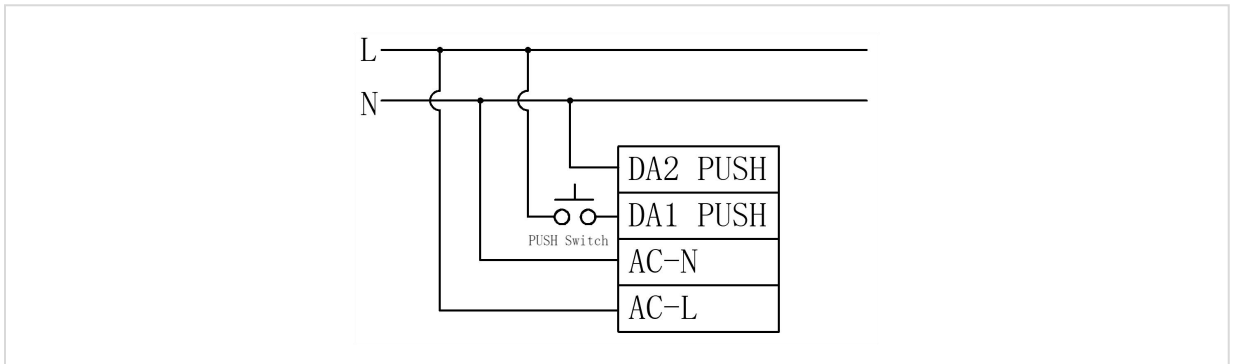 L
N
DA2 PUSH
DA1 PUSH
PUSH Switch
AC-N
AC-L